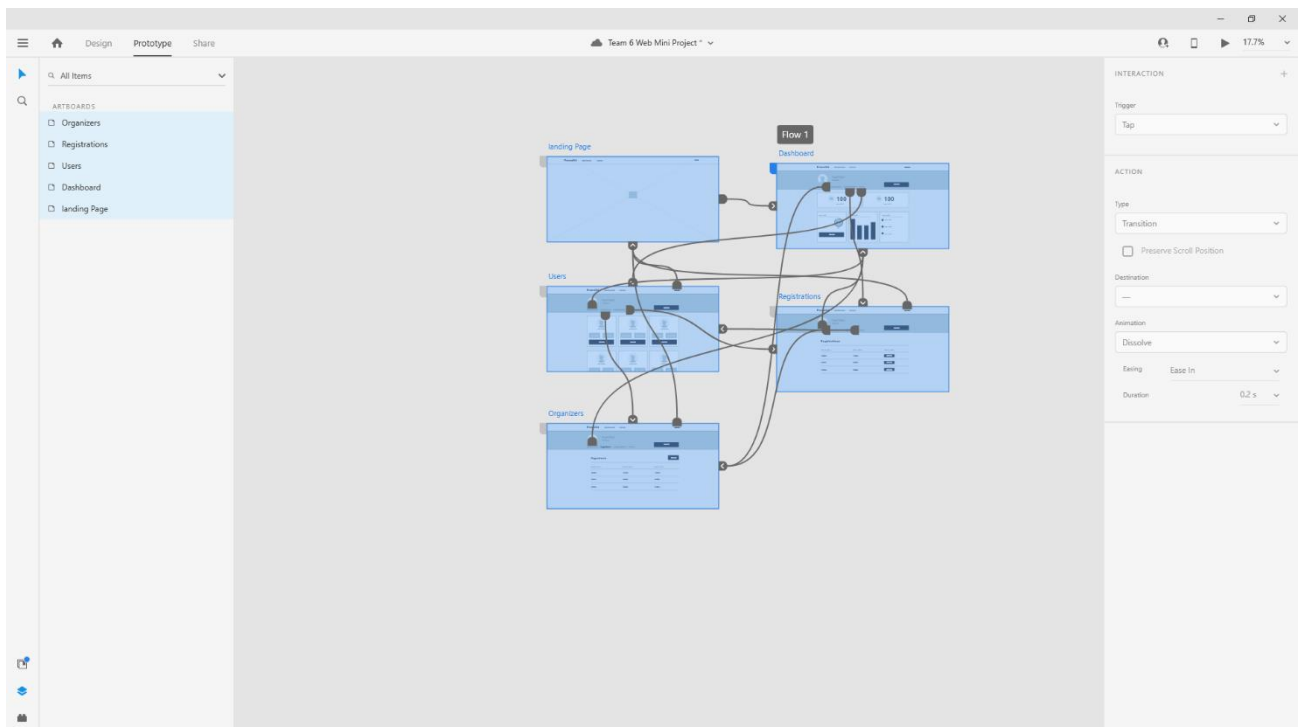 Design Prototype Share
Team 6 Web Mini Project *
17.7%
All Items
ARTBOARDS
Organizers
Registrations
Users
Dashboard
landing Page
Flow 1
landing Page
Dashboard
100
100
Users
Registrations
Registrations
Organizers
Registrations
INTERACTION
Trigger
Tap
ACTION
Type
Transition
Preserve Scroll Position
Destination
—
Animation
Dissolve
Easing Ease In
Duration 0.2 s